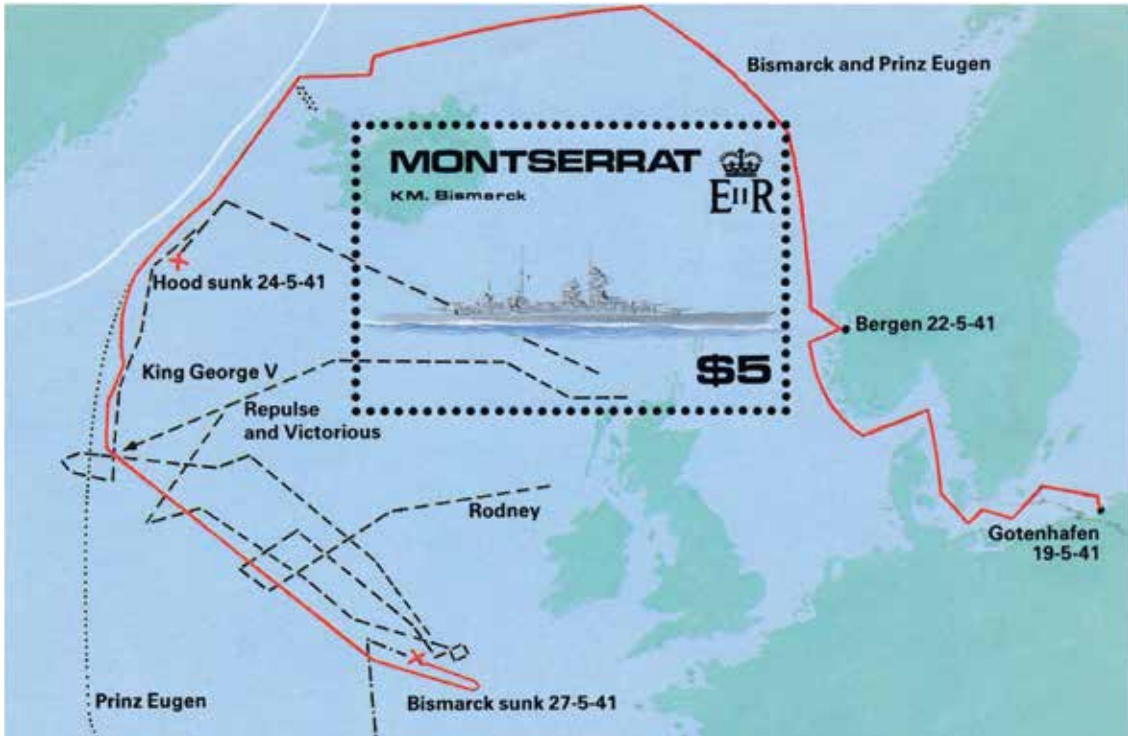 Bismarck and Prinz Eugen
MONTSERRAT
KM. Bismarck
EIIR
Hood sunk 24-5-41
Bergen 22-5-41
King George V
$5
Repulse
and Victorious
Rodney
Gotenhafen
19-5-41
Prinz Eugen
Bismarck sunk 27-5-41